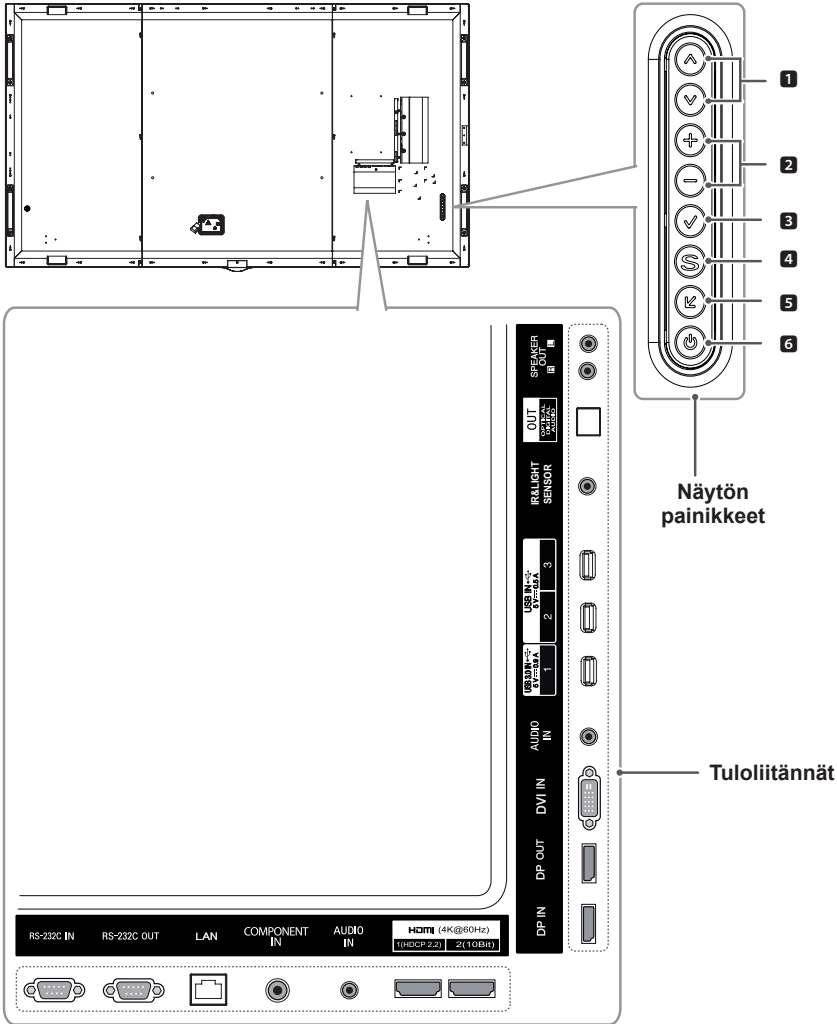 1
2
3
4
S
5
6
Näytön
painikkeet
SPEAKER
OUT
R L
OUT
OPTICAL
DIGITAL
AUDIO
IR&LIGHT
SENSOR
USB IN
5 V 0.5 A
3
2
USB 3.0 IN
5 V 0.9 A
1
AUDIO
IN
DVI IN
DP OUT
DP IN
Tuloliitännät
RS-232C IN
RS-232C OUT
LAN
COMPONENT
IN
AUDIO
IN
HDMI (4K@60Hz)
1(HDCP 2.2) 2(10Bit)